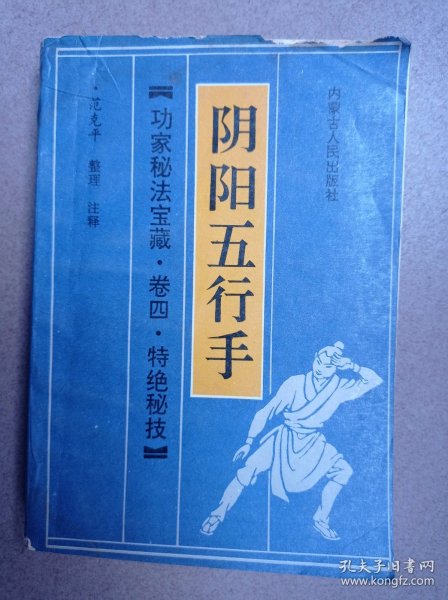 内蒙古人民出版社
阴阳五行手
【功家秘法宝藏·卷四·特绝秘技】
·范克平 整理 注释
孔夫子旧书网
www.kongfz.com